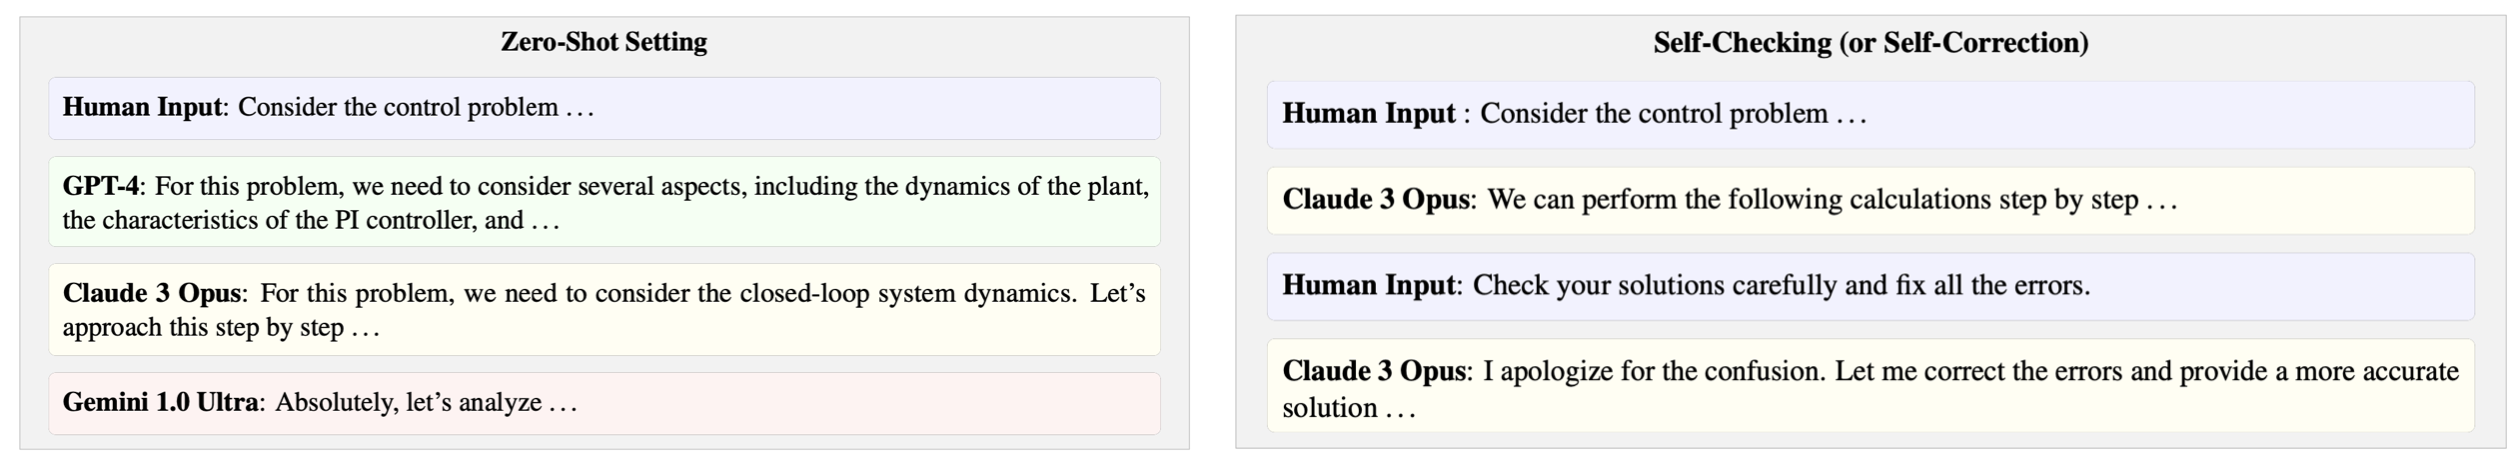 Zero-Shot Setting
Human Input: Consider the control problem ...
GPT-4: For this problem, we need to consider several aspects, including the dynamics of the plant,
the characteristics of the PI controller, and ...
Claude 3 Opus: For this problem, we need to consider the closed-loop system dynamics. Let's
approach this step by step ...
Gemini 1.0 Ultra: Absolutely, let's analyze ...
Self-Checking (or Self-Correction)
Human Input : Consider the control problem ...
Claude 3 Opus: We can perform the following calculations step by step ...
Human Input: Check your solutions carefully and fix all the errors.
Claude 3 Opus: I apologize for the confusion. Let me correct the errors and provide a more accurate
solution ...